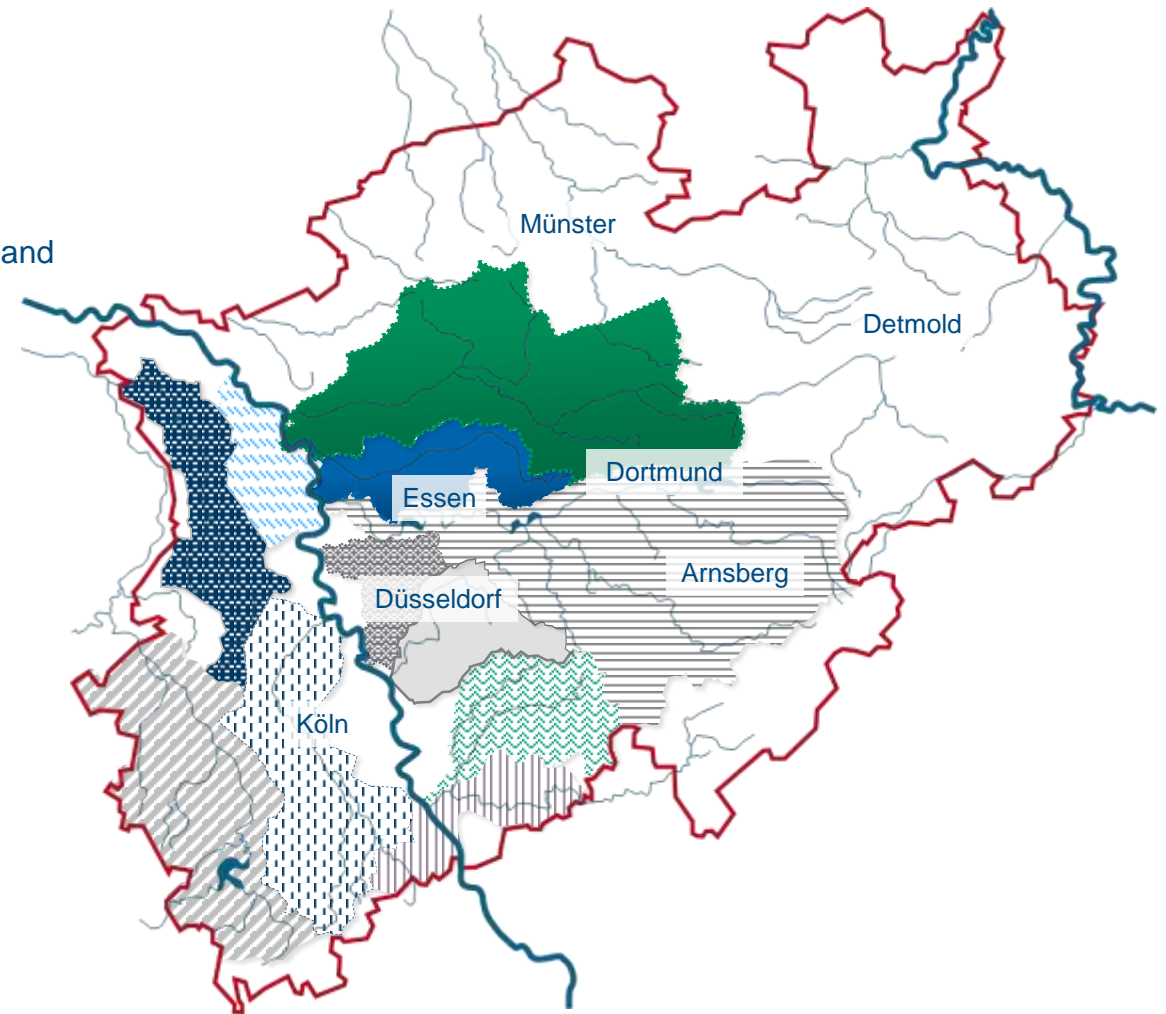 Münster
and
Detmold
Dortmund
Essen
Arnsberg
Düsseldorf
Köln